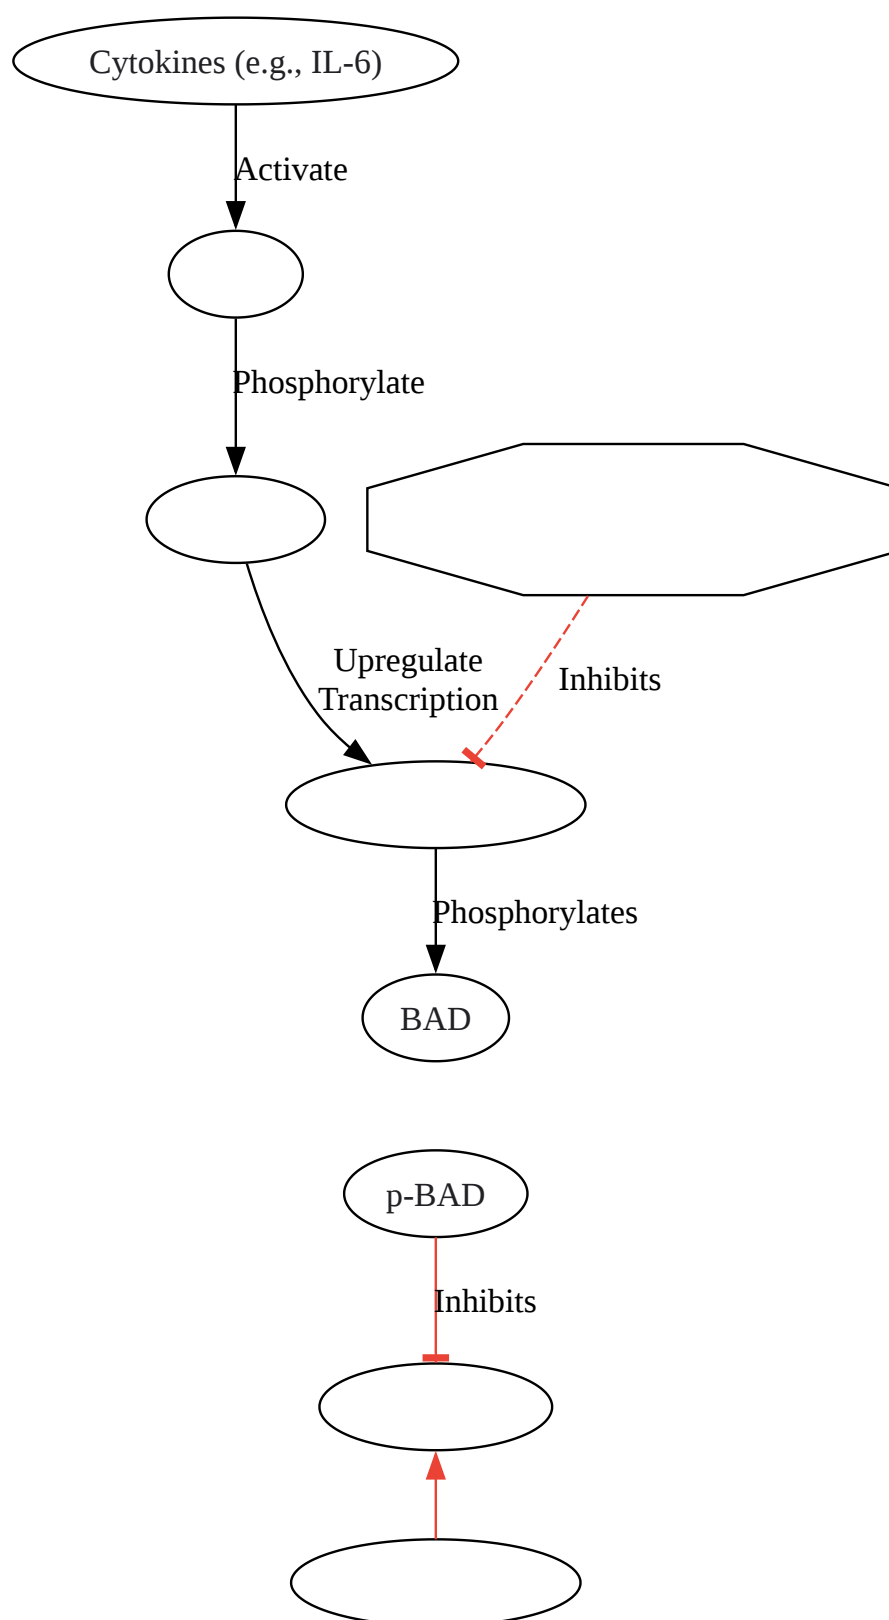 Cytokines (e.g., IL-6)
Activate
Phosphorylate
Upregulate
Transcription
Inhibits
Phosphorylates
BAD
p-BAD
Inhibits